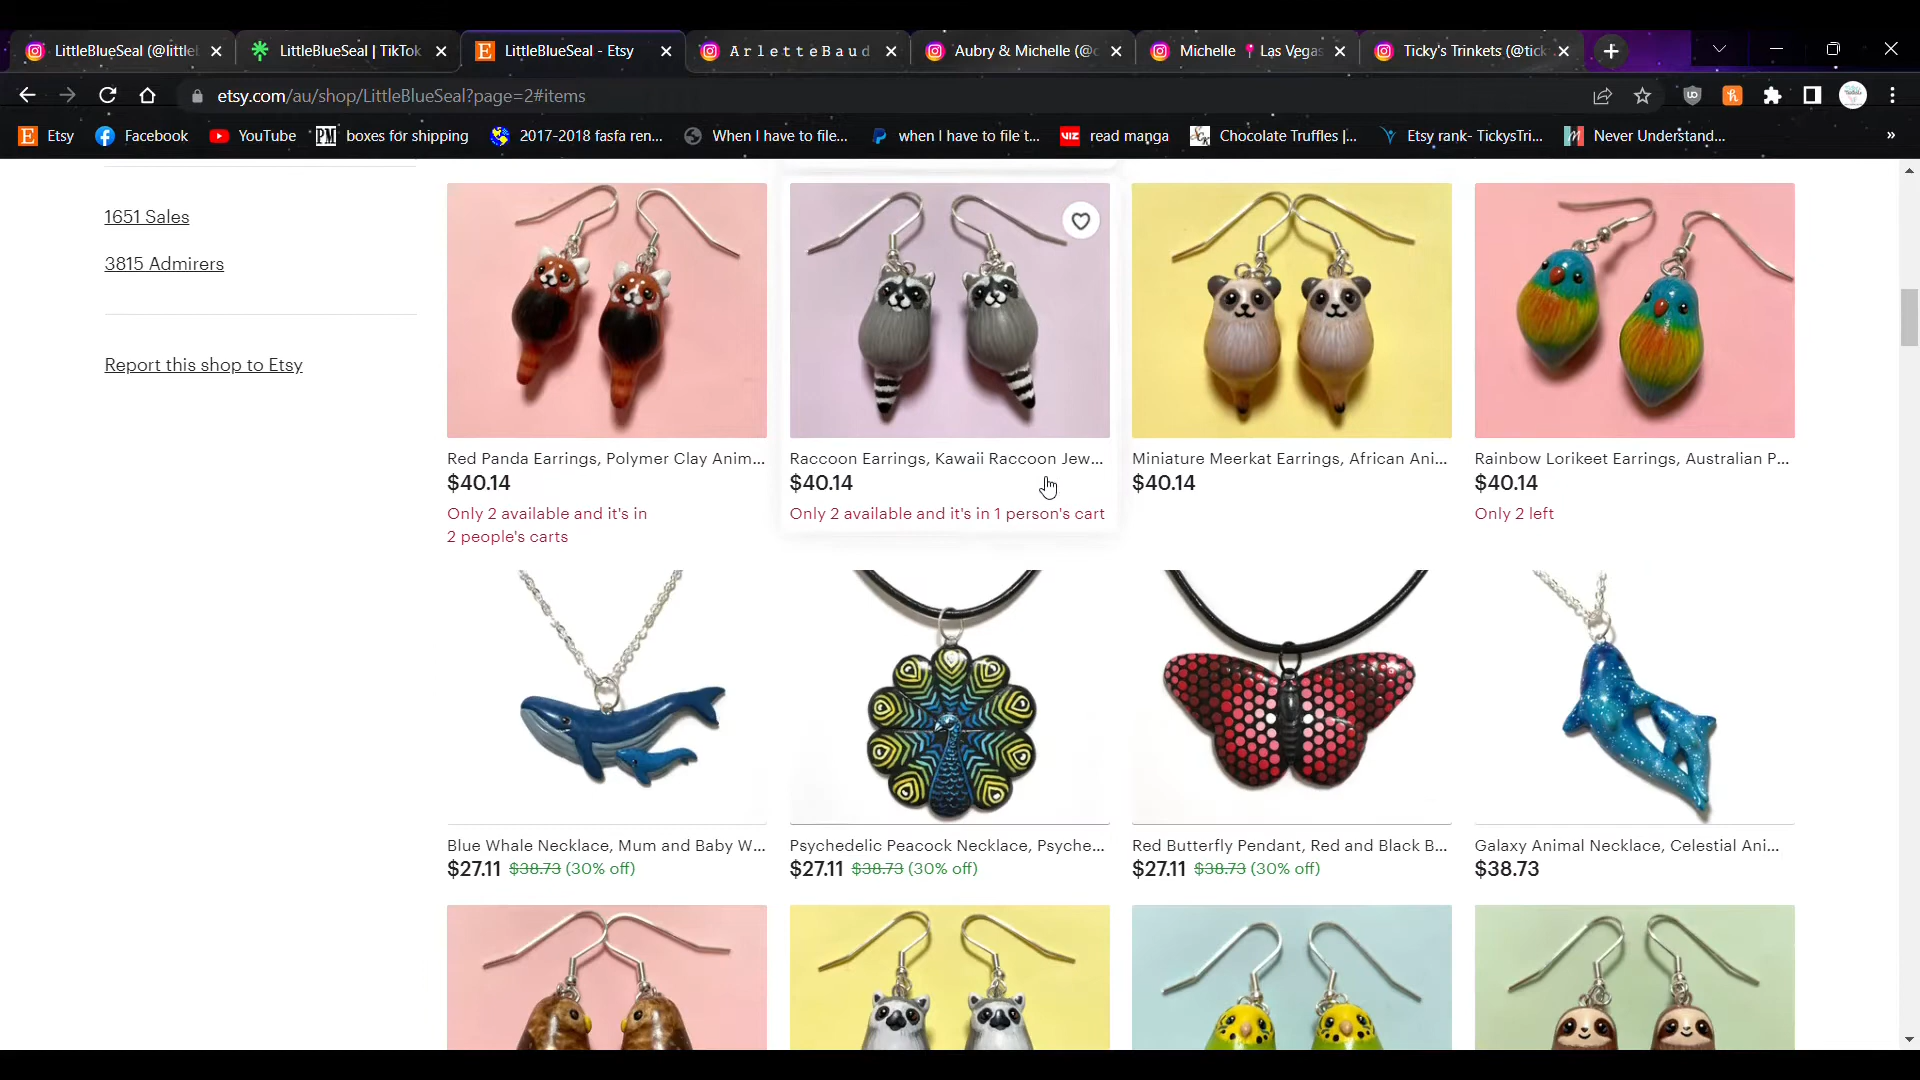 LittleBlueSeal (@littleb
LittleBlueSeal | TikTok
LittleBlueSeal - Etsy
ArletteBaud
Aubry & Michelle (@c
Michelle 📍 Las Vegas
Ticky's Trinkets (@tick
etsy.com/au/shop/LittleBlueSeal?page=2#items
Etsy
Facebook
YouTube
boxes for shipping
2017-2018 fasfa ren...
When I have to file...
when I have to file t...
read manga
Chocolate Truffles |...
Etsy rank- TickysTri...
Never Understand...
1651 Sales
3815 Admirers
Report this shop to Etsy
Red Panda Earrings, Polymer Clay Anim...
$40.14
Only 2 available and it's in
2 people's carts
Raccoon Earrings, Kawaii Raccoon Jew...
$40.14
Only 2 available and it's in 1 person's cart
Miniature Meerkat Earrings, African Ani...
$40.14
Rainbow Lorikeet Earrings, Australian P...
$40.14
Only 2 left
Blue Whale Necklace, Mum and Baby W...
$27.11 $38.73 (30% off)
Psychedelic Peacock Necklace, Psyche...
$27.11 $38.73 (30% off)
Red Butterfly Pendant, Red and Black B...
$27.11 $38.73 (30% off)
Galaxy Animal Necklace, Celestial Ani...
$38.73